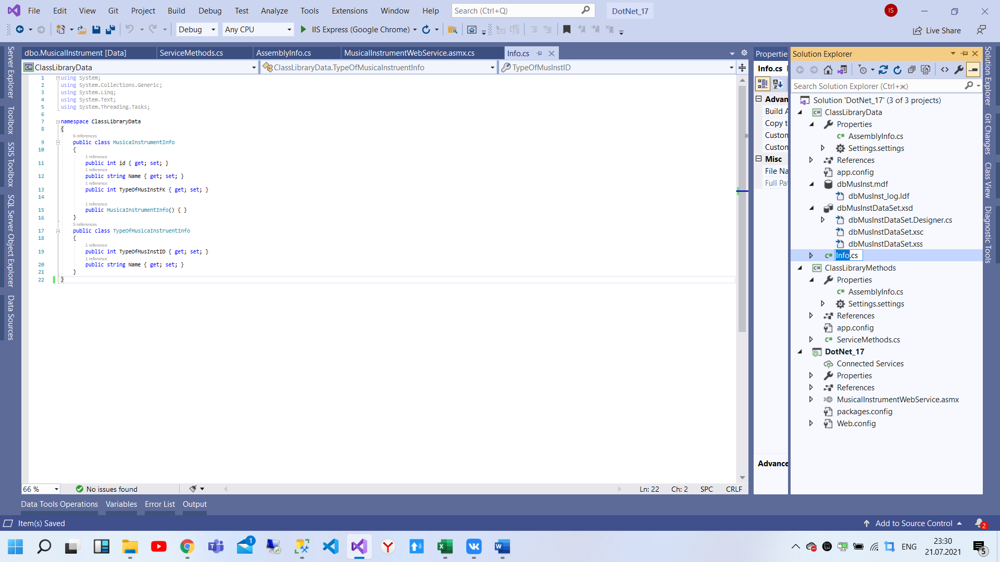 File Edit View Git Project Build Debug Test Analyze Tools Extensions Window Help Search (Ctrl+Q) DotNet_17 IS
Debug Any CPU IIS Express (Google Chrome) Live Share
Server Explorer
Toolbox
SSIS Toolbox
SQL Server Object Explorer
Data Sources
dbo.MusicalInstrument [Data] ServiceMethods.cs AssemblyInfo.cs MusicalInstrumentWebService.asmx.cs Info.cs
ClassLibraryData ClassLibraryData.TypeOfMusicaInstruentInfo TypeOfMusInstID
1 using System;
2 using System.Collections.Generic;
3 using System.Linq;
4 using System.Text;
5 using System.Threading.Tasks;
6
7 namespace ClassLibraryData
8 {
6 references
9 public class MusicaInstrumentInfo
10 {
1 reference
11 public int id { get; set; }
1 reference
12 public string Name { get; set; }
1 reference
13 public int TypeOfMusInstFK { get; set; }
14
1 reference
15 public MusicaInstrumentInfo() { }
16 }
5 references
17 public class TypeOfMusicaInstruentInfo
18 {
1 reference
19 public int TypeOfMusInstID { get; set; }
1 reference
20 public string Name { get; set; }
21 }
22 }
66 % No issues found Ln: 22 Ch: 2 SPC CRLF
Propertie
Info.cs
Advan
Build A
Copy t
Custon
Custon
Misc
File Na
Full Pat
Advance
Solution Explorer
Search Solution Explorer (Ctrl+ж)
Solution 'DotNet_17' (3 of 3 projects)
ClassLibraryData
Properties
AssemblyInfo.cs
Settings.settings
References
app.config
dbMusInst.mdf
dbMusInst_log.ldf
dbMusInstDataSet.xsd
dbMusInstDataSet.Designer.cs
dbMusInstDataSet.xsc
dbMusInstDataSet.xss
Info.cs
ClassLibraryMethods
Properties
AssemblyInfo.cs
Settings.settings
References
app.config
ServiceMethods.cs
DotNet_17
Connected Services
Properties
References
MusicalInstrumentWebService.asmx
packages.config
Web.config
Solution Explorer
Git Changes
Class View
Diagnostic Tools
Data Tools Operations Variables Error List Output
Item(s) Saved Add to Source Control 2
1 ENG 23:30
21.07.2021 5